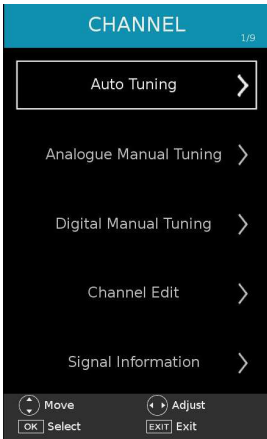 CHANNEL
1/9
Auto Tuning
Analogue Manual Tuning
Digital Manual Tuning
Channel Edit
Signal Information
Move Adjust
OK Select EXIT Exit